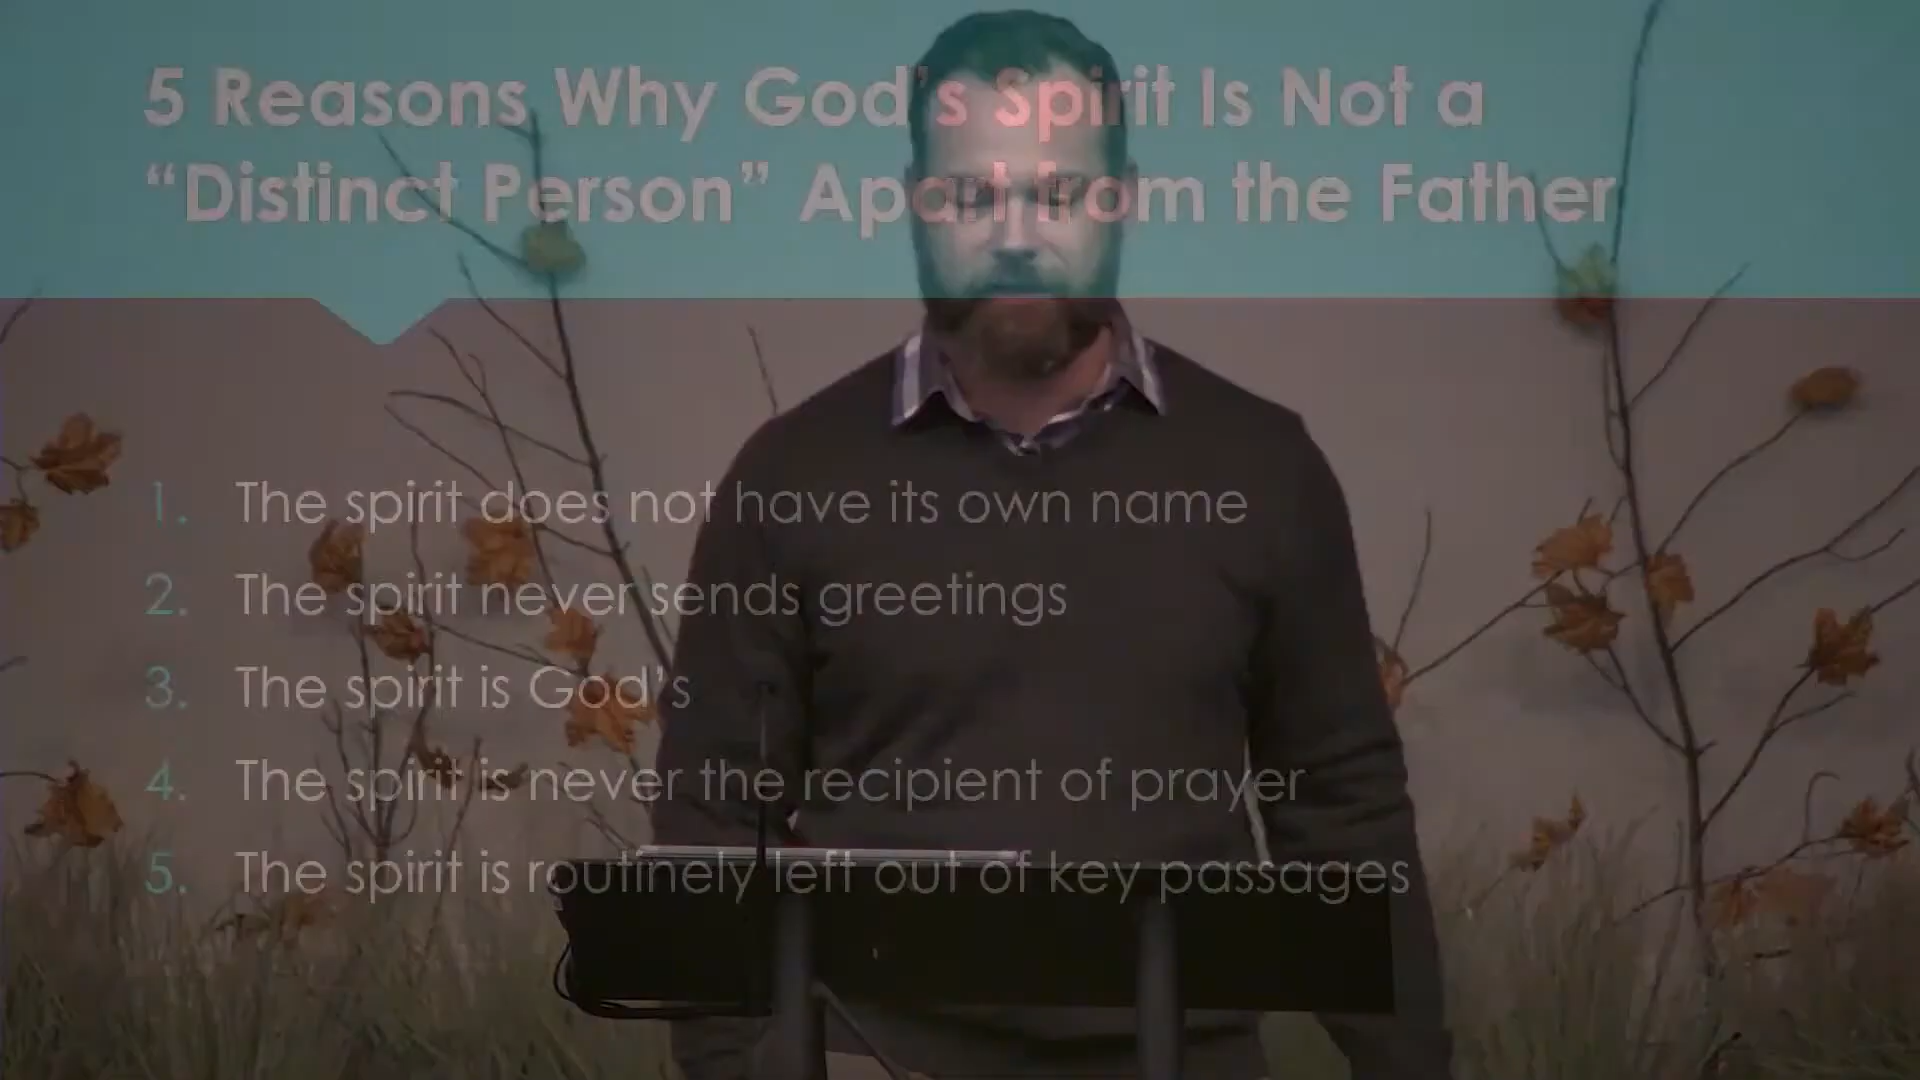 5 Reasons Why God's Spirit Is Not a
“Distinct Person” Apart from the Father
1. The spirit does not have its own name
2. The spirit never sends greetings
3. The spirit is God's
4. The spirit is never the recipient of prayer
5. The spirit is routinely left out of key passages